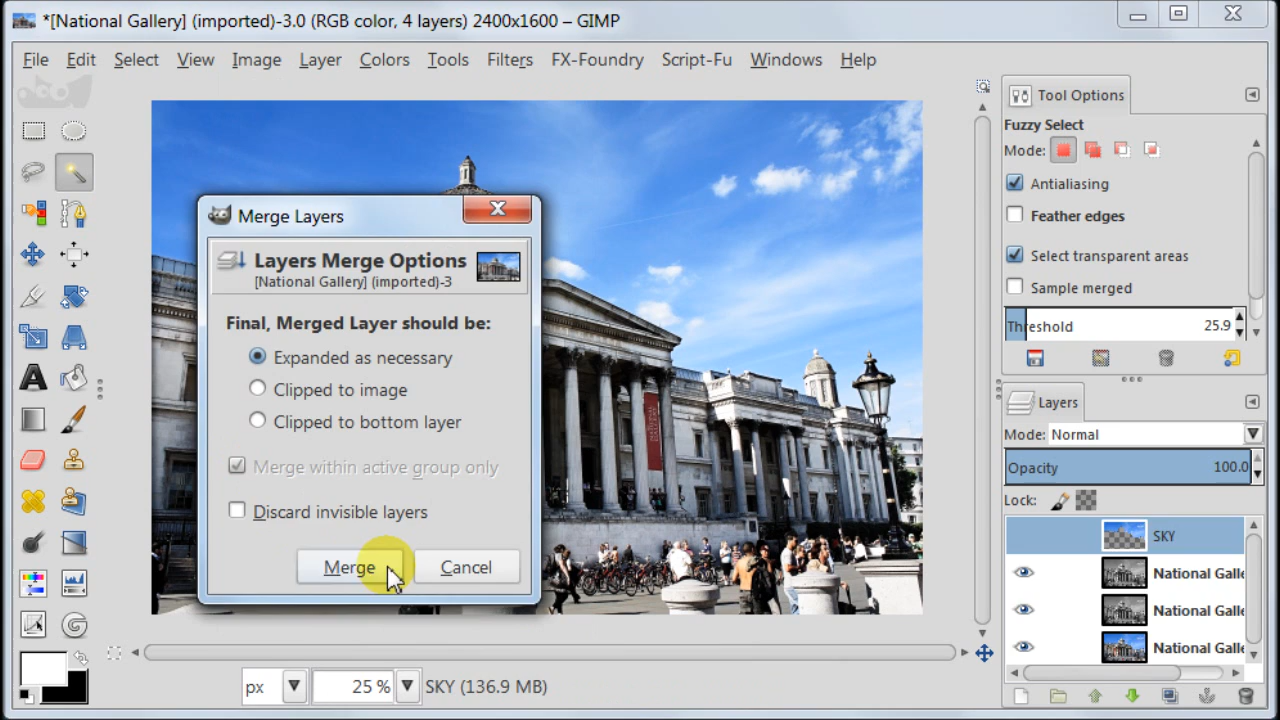 *[National Gallery] (imported)-3.0 (RGB color, 4 layers) 2400x1600 – GIMP
File Edit Select View Image Layer Colors Tools Filters FX-Foundry Script-Fu Windows Help
Tool Options
Fuzzy Select
Mode:
Antialiasing
Feather edges
Select transparent areas
Sample merged
Threshold 25.9
Merge Layers
Layers Merge Options
[National Gallery] (imported)-3
Final, Merged Layer should be:
Expanded as necessary
Clipped to image
Clipped to bottom layer
Merge within active group only
Discard invisible layers
Merge Cancel
NATIONAL GALLERY
Layers
Mode: Normal
Opacity 100.0
Lock:
SKY
National Galle
National Galle
National Galle
px 25 % SKY (136.9 MB)